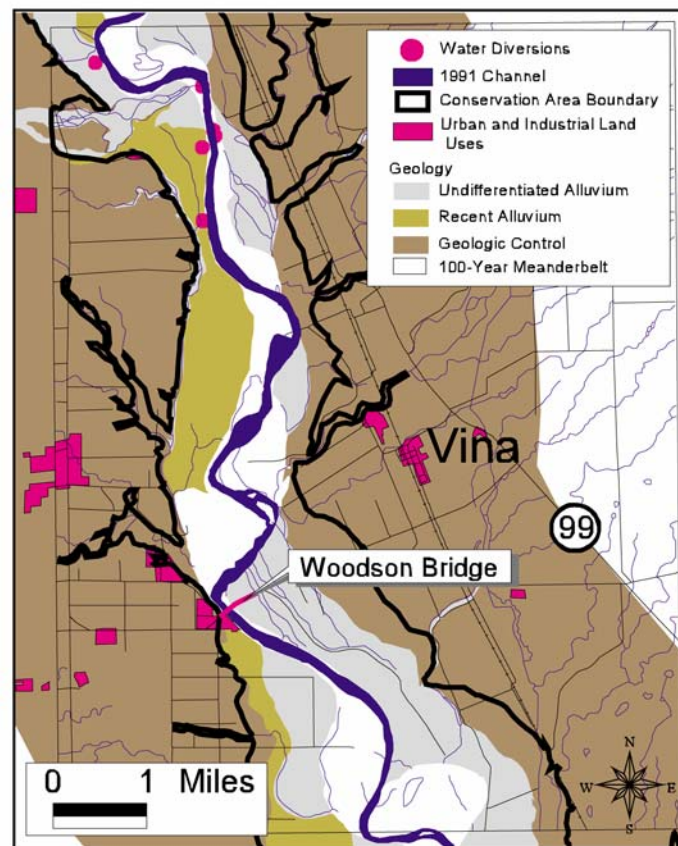 Water Diversions
1991 Channel
Conservation Area Boundary
Urban and Industrial Land
Uses
Geology
Undifferentiated Alluvium
Recent Alluvium
Geologic Control
100-Year Meanderbelt
Vina
99
Woodson Bridge
0 1 Miles
N
W E
S